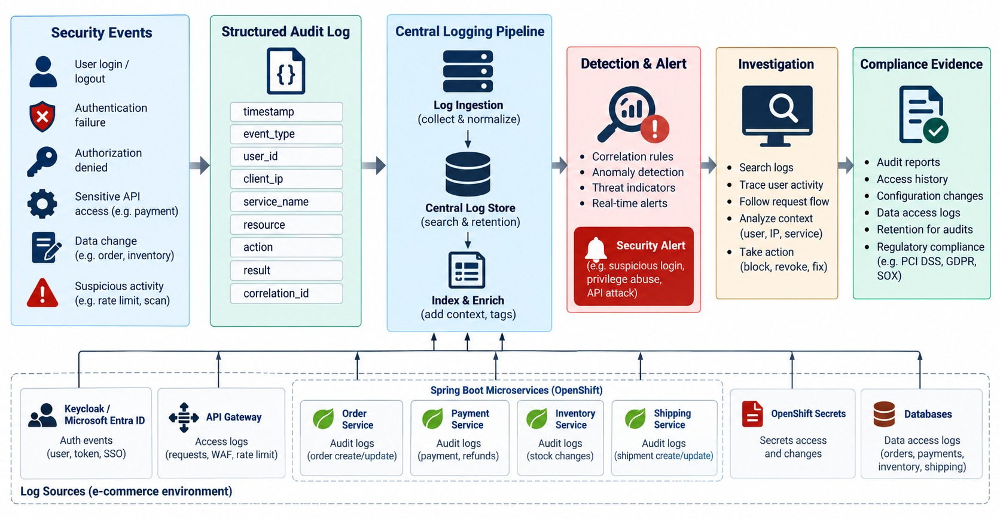 Security Events
User login /
logout
Authentication
failure
Authorization
denied
Sensitive API
access (e.g. payment)
Data change
(e.g. order, inventory)
Suspicious activity
(e.g. rate limit, scan)
Structured Audit Log
{}
timestamp
event_type
user_id
client_ip
service_name
resource
action
result
correlation_id
Central Logging Pipeline
Log Ingestion
(collect & normalize)
Central Log Store
(search & retention)
Index & Enrich
(add context, tags)
Detection & Alert
• Correlation rules
• Anomaly detection
• Threat indicators
• Real-time alerts
Security Alert
(e.g. suspicious login,
privilege abuse,
API attack)
Investigation
• Search logs
• Trace user activity
• Follow request flow
• Analyze context
(user, IP, service)
• Take action
(block, revoke, fix)
Compliance Evidence
• Audit reports
• Access history
• Configuration changes
• Data access logs
• Retention for audits
• Regulatory compliance
(e.g. PCI DSS, GDPR,
SOX)
Keycloak /
Microsoft Entra ID
Auth events
(user, token, SSO)
API Gateway
Access logs
(requests, WAF, rate limit)
Spring Boot Microservices (OpenShift)
Order
Service
Audit logs
(order create/update)
Payment
Service
Audit logs
(payment, refunds)
Inventory
Service
Audit logs
(stock changes)
Shipping
Service
Audit logs
(shipment create/update)
OpenShift Secrets
Secrets access
and changes
Databases
Data access logs
(orders, payments,
inventory, shipping)
Log Sources (e-commerce environment)